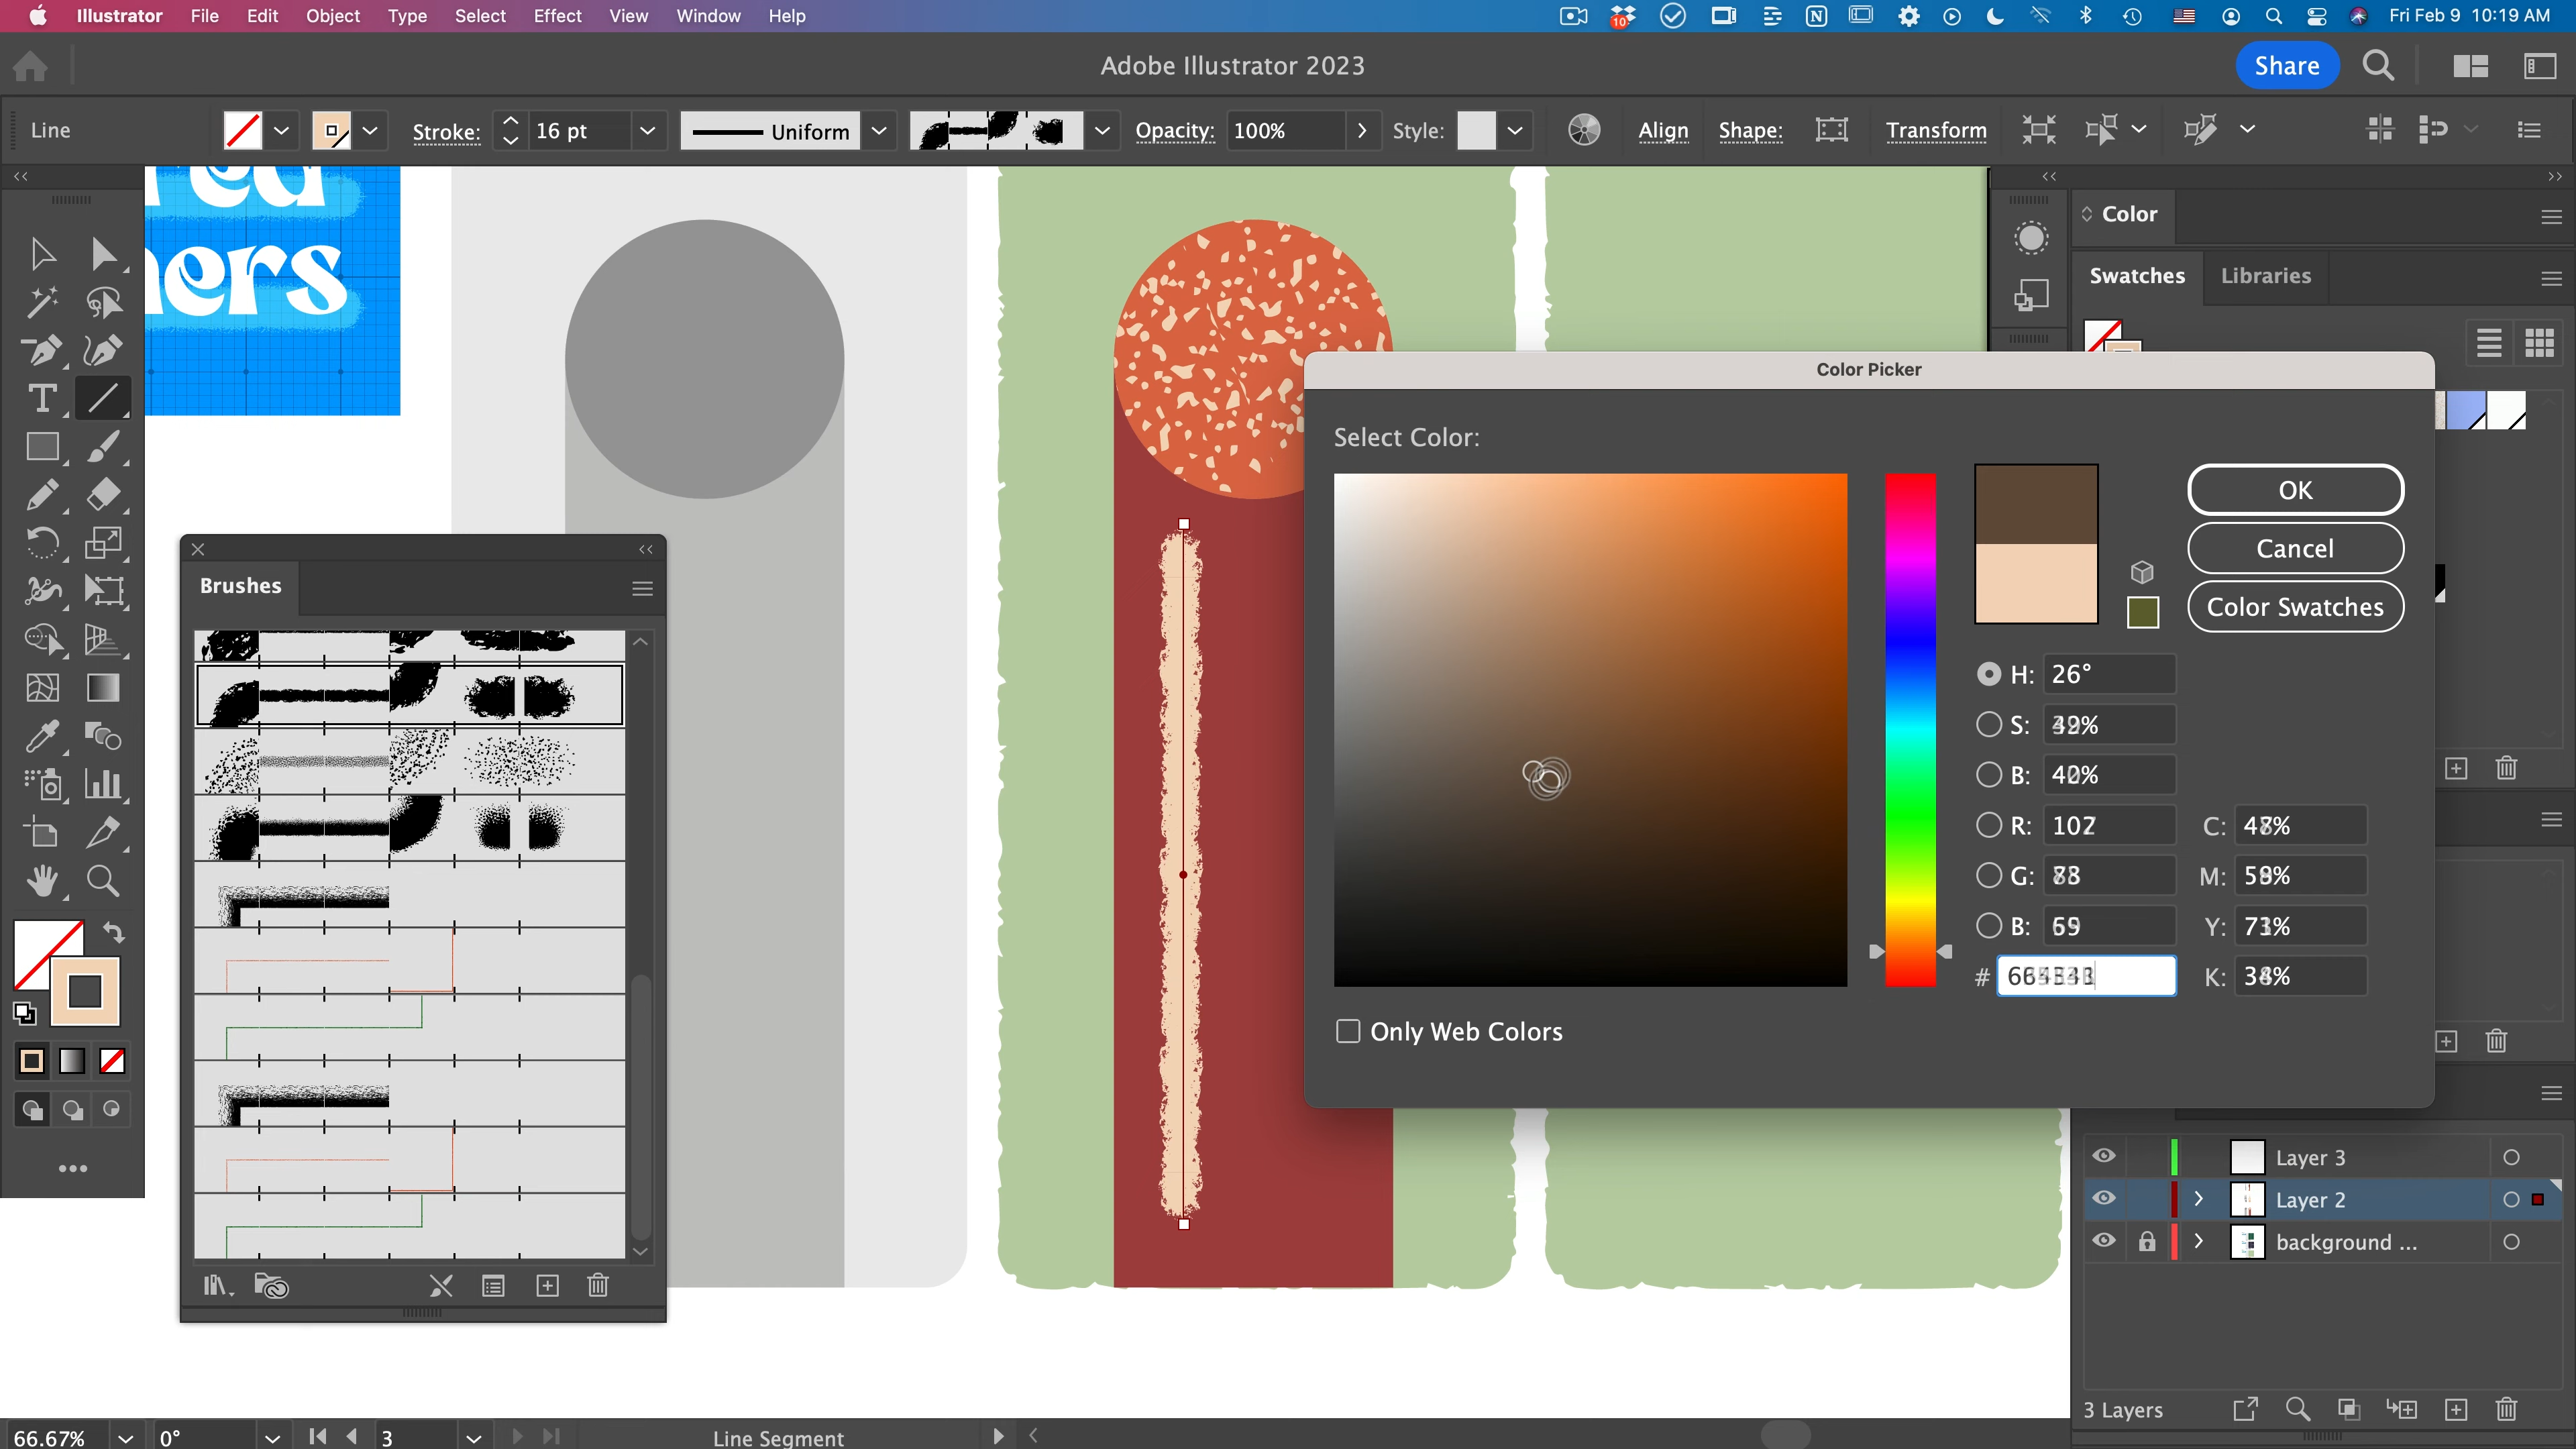 Illustrator File Edit Object Type Select Effect View Window Help
10
Fri Feb 9 10:19 AM
Adobe Illustrator 2023
Share
Line
Stroke: 16 pt
Uniform
Opacity: 100%
Style:
Align
Shape:
Transform
ers
Color
Swatches Libraries
Color Picker
Select Color:
OK
Cancel
Color Swatches
H: 26°
S:
B:
R:
G:
B:
#
C:
M:
Y:
K:
Only Web Colors
Brushes
Layer 3
Layer 2
background ...
3 Layers
66.67% 0° 3 Line Segment